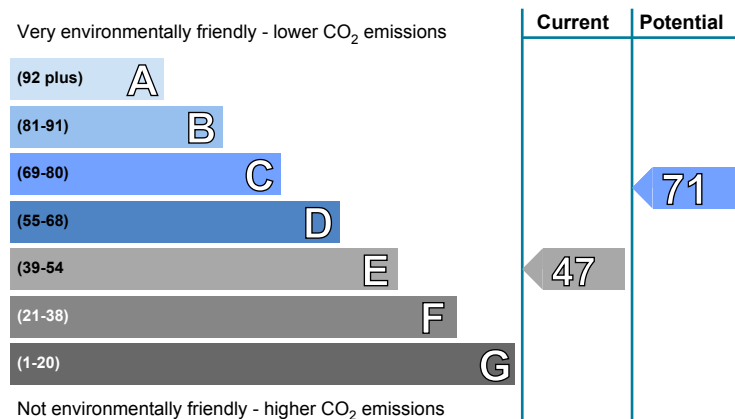 Current Potential
Very environmentally friendly - lower CO₂ emissions
(92 plus) A
(81-91) B
(69-80) C
71
(55-68) D
(39-54 E
47
(21-38) F
(1-20) G
Not environmentally friendly - higher CO₂ emissions